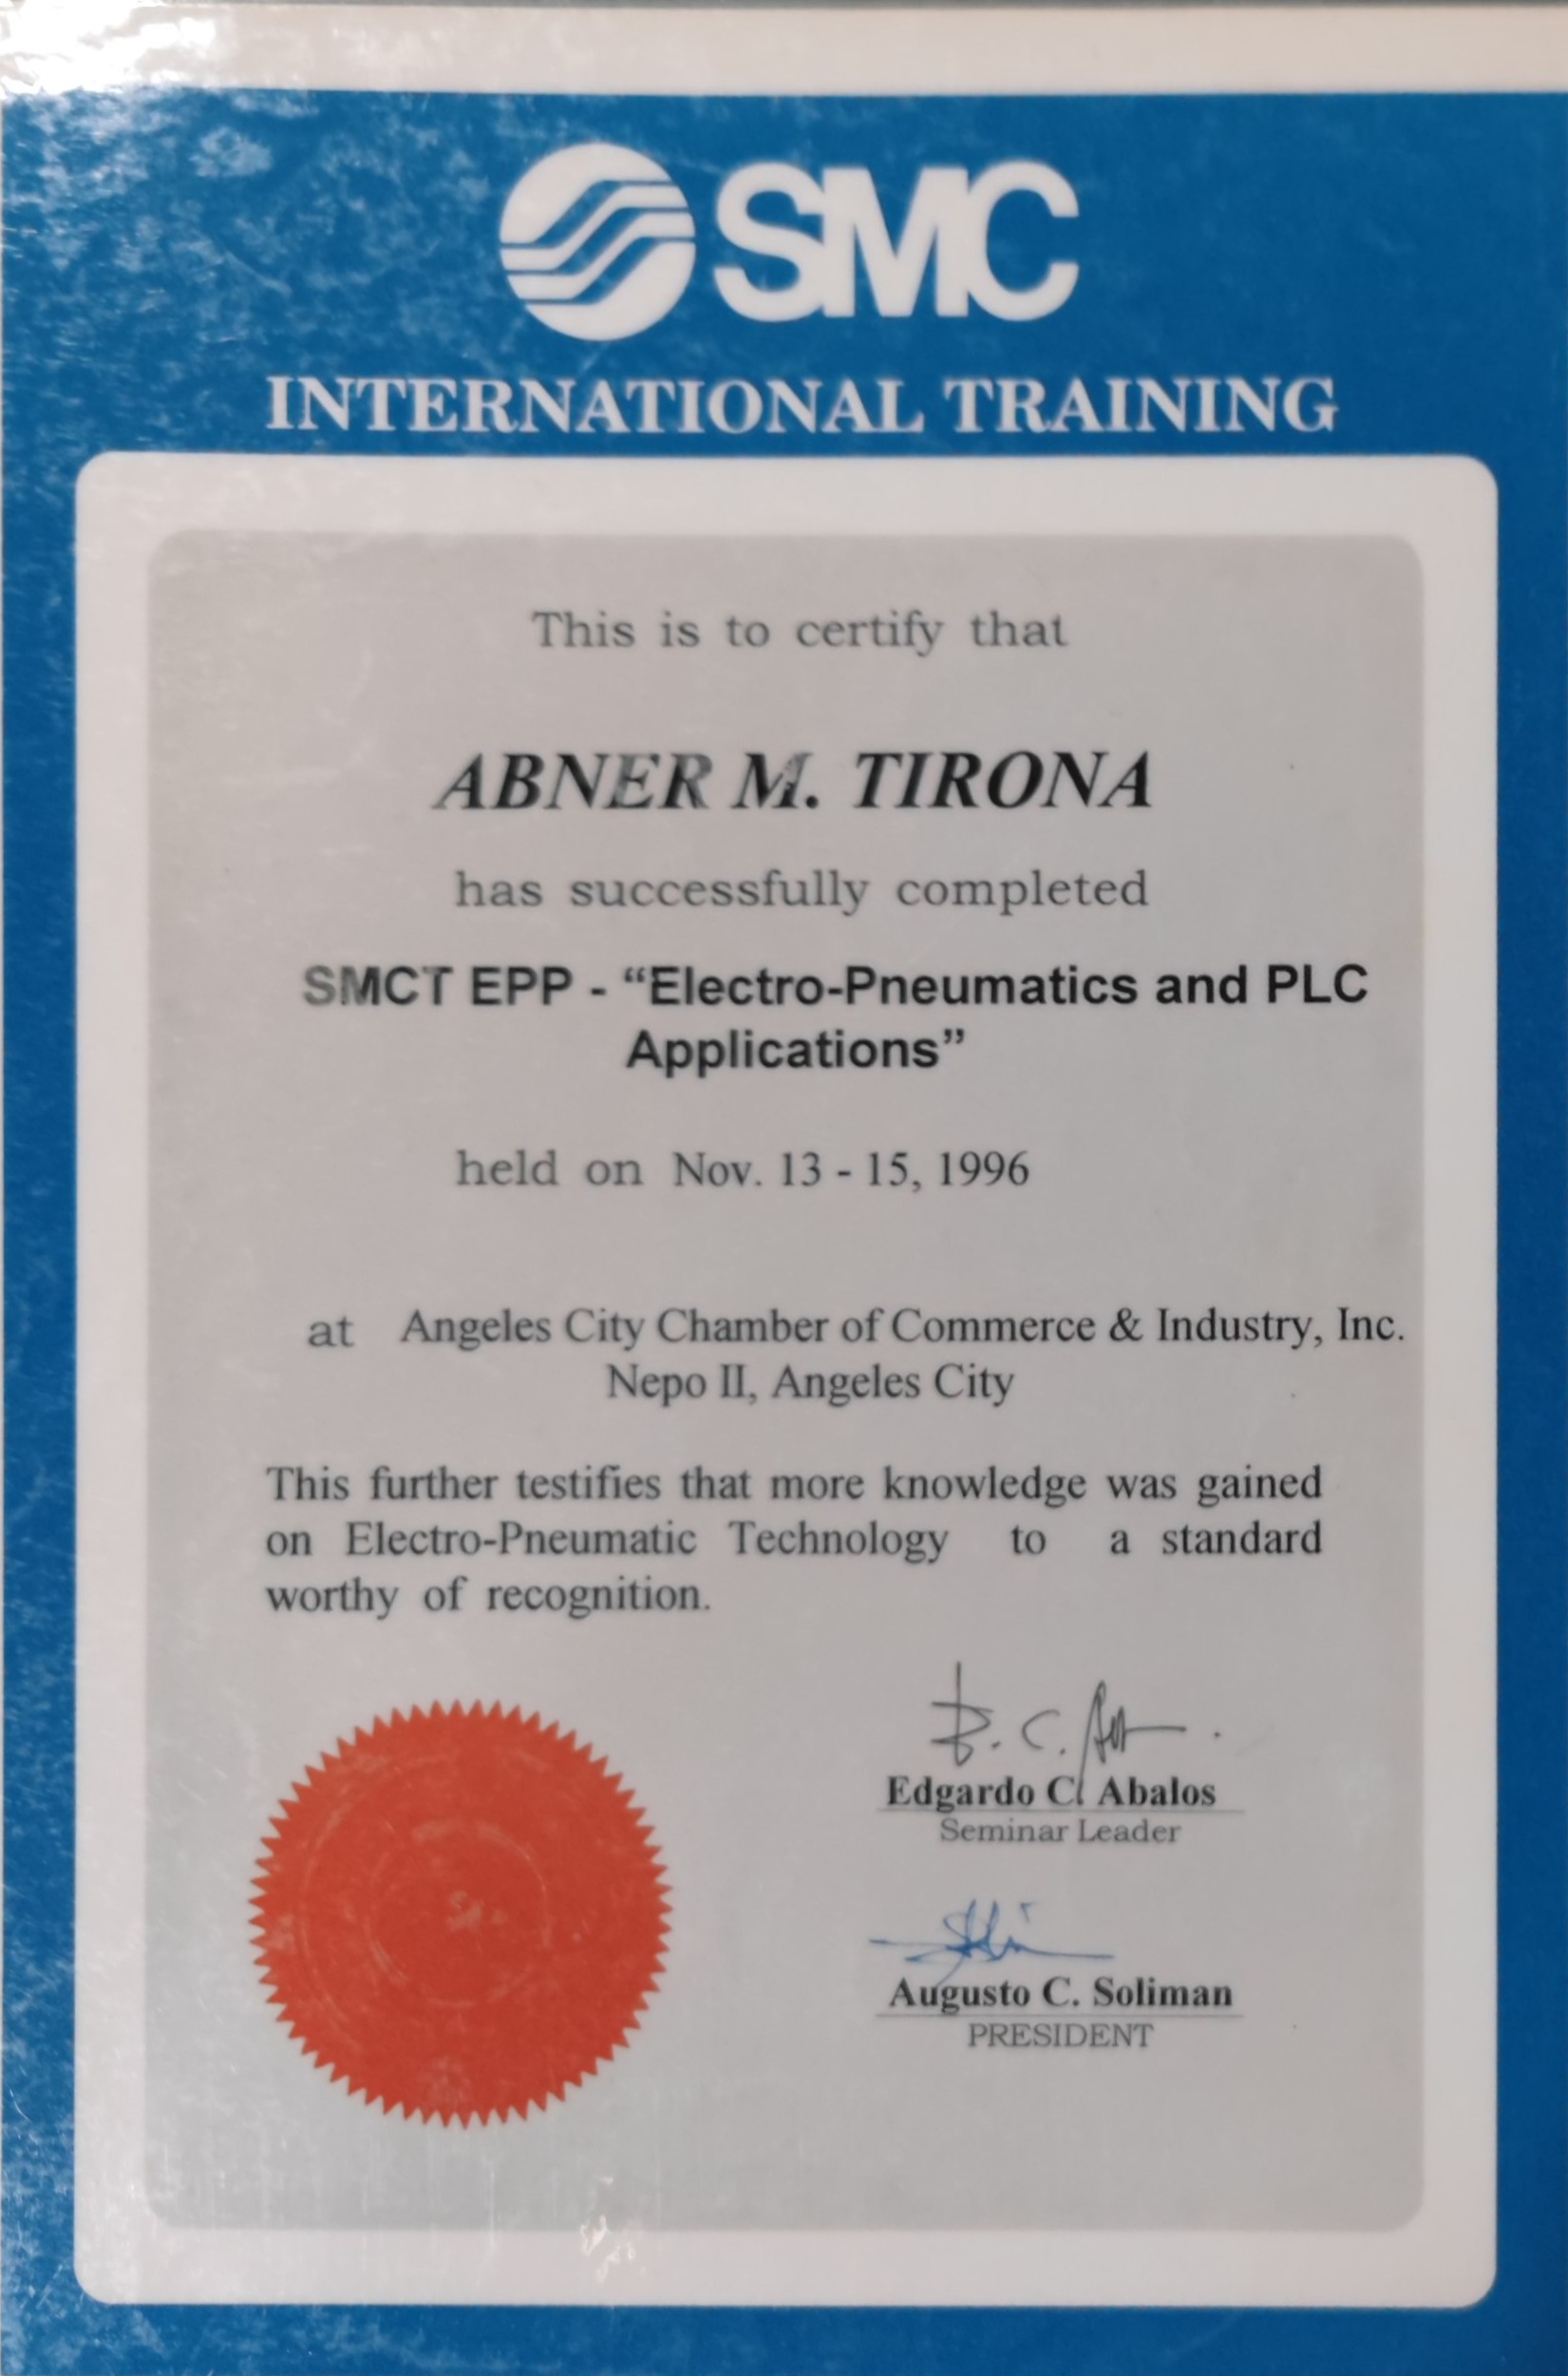 SMC
INTERNATIONAL TRAINING
This is to certify that
ABNER M. TIRONA
has successfully completed
SMCT EPP - “Electro-Pneumatics and PLC
Applications”
held on Nov. 13 - 15, 1996
at Angeles City Chamber of Commerce & Industry, Inc.
Nepo II, Angeles City
This further testifies that more knowledge was gained
on Electro-Pneumatic Technology to a standard
worthy of recognition.
Edgardo C. Abalos
Seminar Leader
Augusto C. Soliman
PRESIDENT